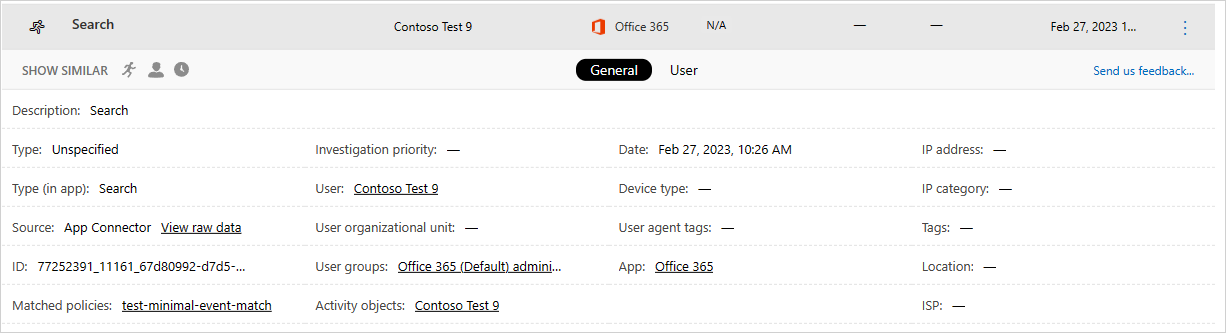 Search Contoso Test 9 Office 365 N/A — — Feb 27, 2023 1...
SHOW SIMILAR General User Send us feedback...
Description: Search
Type: Unspecified Investigation priority: — Date: Feb 27, 2023, 10:26 AM IP address: —
Type (in app): Search User: Contoso Test 9 Device type: — IP category: —
Source: App Connector View raw data User organizational unit: — User agent tags: — Tags: —
ID: 77252391_11161_67d80992-d7d5-... User groups: Office 365 (Default) admini... App: Office 365 Location: —
Matched policies: test-minimal-event-match Activity objects: Contoso Test 9 ISP: —